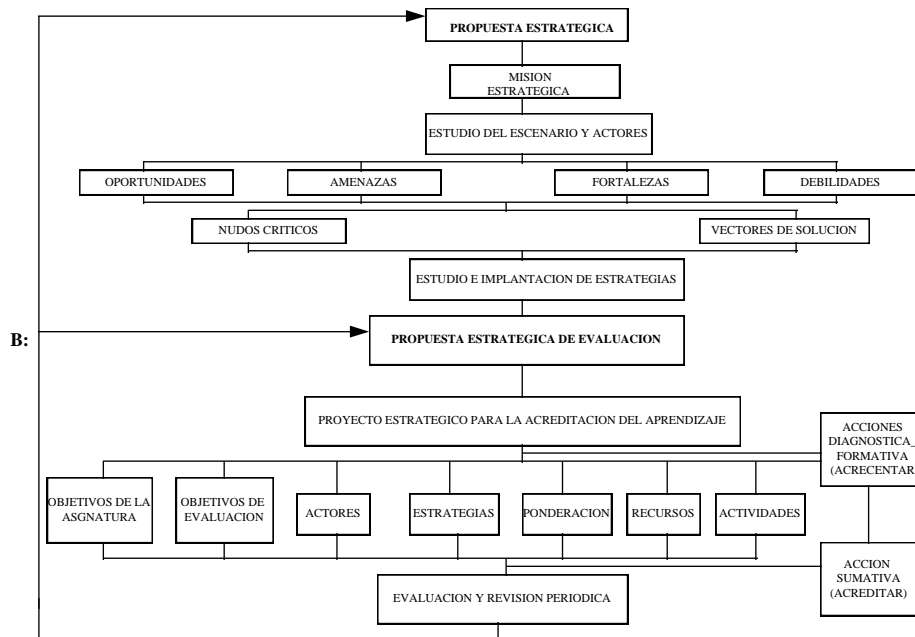 PROPUESTA ESTRATEGICA
MISION
ESTRATEGICA
ESTUDIO DEL ESCENARIO Y ACTORES
OPORTUNIDADES
AMENAZAS
FORTALEZAS
DEBILIDADES
NUDOS CRITICOS
VECTORES DE SOLUCION
ESTUDIO E IMPLANTACION DE ESTRATEGIAS
B:
PROPUESTA ESTRATEGICA DE EVALUACION
PROYECTO ESTRATEGICO PARA LA ACREDITACION DEL APRENDIZAJE
ACCIONES
DIAGNOSTICA_
FORMATIVA
(ACRECENTAR)
OBJETIVOS DE LA
ASGNATURA
OBJETIVOS DE
EVALUACION
ACTORES
ESTRATEGIAS
PONDERACION
RECURSOS
ACTIVIDADES
ACCION
SUMATIVA
(ACREDITAR)
EVALUACION Y REVISION PERIODICA